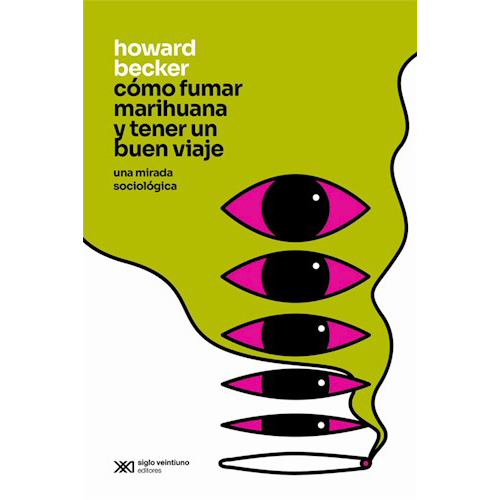 howard
becker
cómo fumar
marihuana
y tener un
buen viaje
una mirada
sociológica
siglo veintiuno
editores